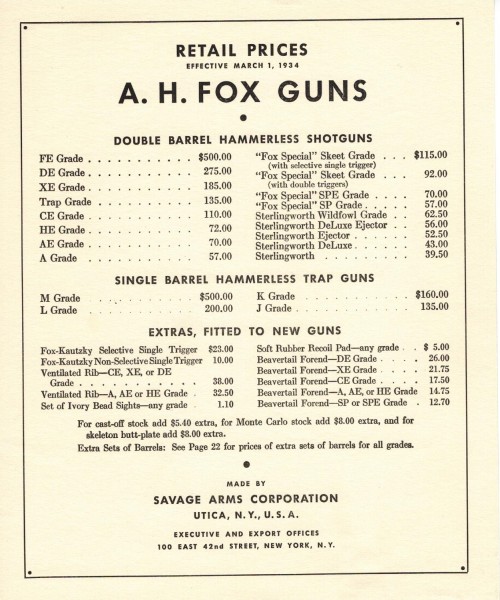 RETAIL PRICES
EFFECTIVE MARCH 1, 1934
A. H. FOX GUNS
DOUBLE BARREL HAMMERLESS SHOTGUNS
FE Grade . . . . . . . . . . . $500.00
DE Grade . . . . . . . . . . . 275.00
XE Grade . . . . . . . . . . . 185.00
Trap Grade . . . . . . . . . . 135.00
CE Grade . . . . . . . . . . . 110.00
HE Grade . . . . . . . . . . . 72.00
AE Grade . . . . . . . . . . . 70.00
A Grade . . . . . . . . . . . 57.00
"Fox Special" Skeet Grade . . . $115.00
(with selective single trigger)
"Fox Special" Skeet Grade . . . 92.00
(with double triggers)
"Fox Special" SPE Grade . . . . 70.00
"Fox Special" SP Grade . . . . . 57.00
Sterlingworth Wildfowl Grade . . 62.50
Sterlingworth DeLuxe Ejector . . 56.00
Sterlingworth Ejector . . . . . . 52.50
Sterlingworth DeLuxe . . . . . . 43.00
Sterlingworth . . . . . . . . . 39.50
SINGLE BARREL HAMMERLESS TRAP GUNS
M Grade . . . . . . . . . . . $500.00
L Grade . . . . . . . . . . . 200.00
K Grade . . . . . . . . . . . $160.00
J Grade . . . . . . . . . . . 135.00
EXTRAS, FITTED TO NEW GUNS
Fox-Kautzky Selective Single Trigger $23.00
Fox-Kautzky Non-Selective Single Trigger 10.00
Ventilated Rib—CE, XE, or DE
Grade . . . . . . . . . . . . 38.00
Ventilated Rib—A, AE or HE Grade . 32.50
Set of Ivory Bead Sights—any grade . 1.10
Soft Rubber Recoil Pad—any grade . . $ 5.00
Beavertail Forend—DE Grade . . . . 26.00
Beavertail Forend—XE Grade . . . . 21.75
Beavertail Forend—CE Grade . . . . 17.50
Beavertail Forend—A, AE, or HE Grade 14.75
Beavertail Forend—SP or SPE Grade . 12.70
For cast-off stock add $5.40 extra, for Monte Carlo stock add $8.00 extra, and for
skeleton butt-plate add $8.00 extra.
Extra Sets of Barrels: See Page 22 for prices of extra sets of barrels for all grades.
MADE BY
SAVAGE ARMS CORPORATION
UTICA, N.Y., U.S.A.
EXECUTIVE AND EXPORT OFFICES
100 EAST 42nd STREET, NEW YORK, N.Y.